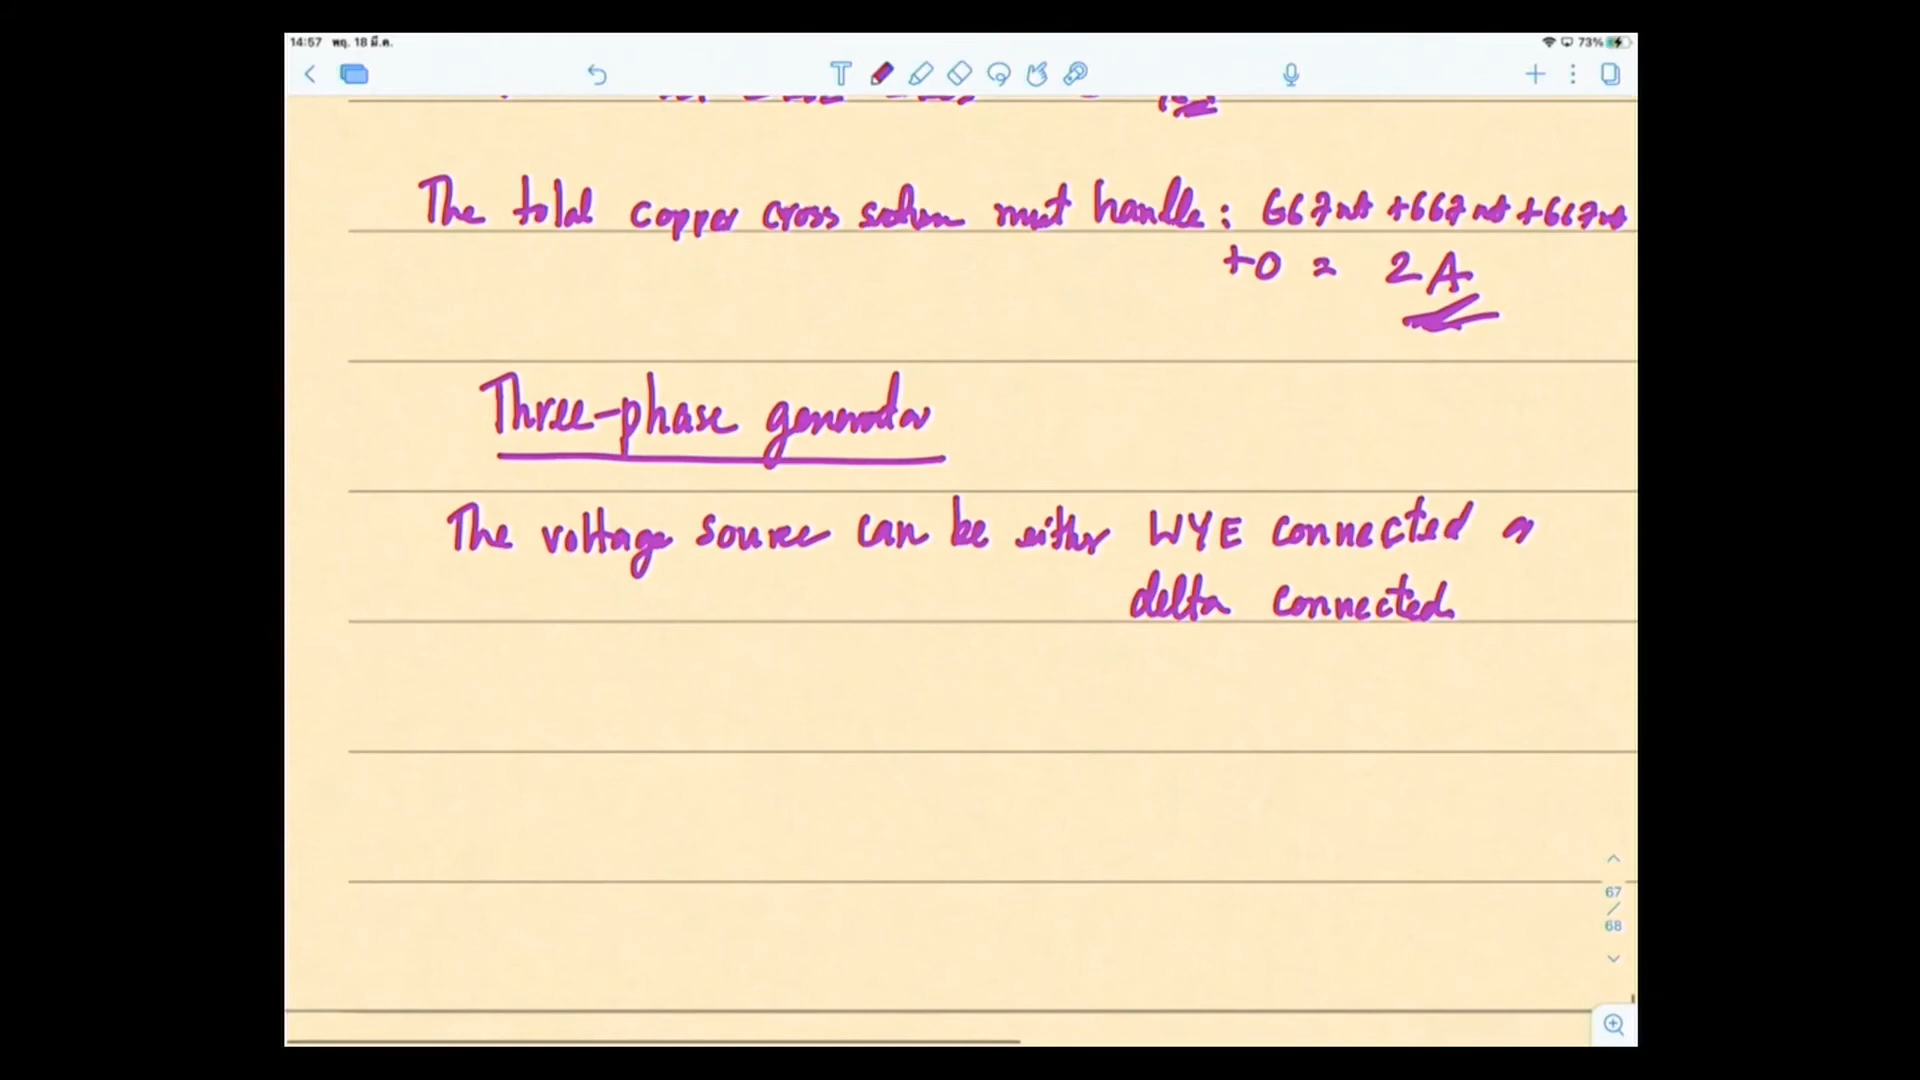 14:57 พฤ. 18 มี.ค.
73%
The total copper cross section must handle : 667mA +667mA +667mA
+0 = 2A
Three-phase generator
The voltage source can be either WYE connected or
delta connected.
67
/
68